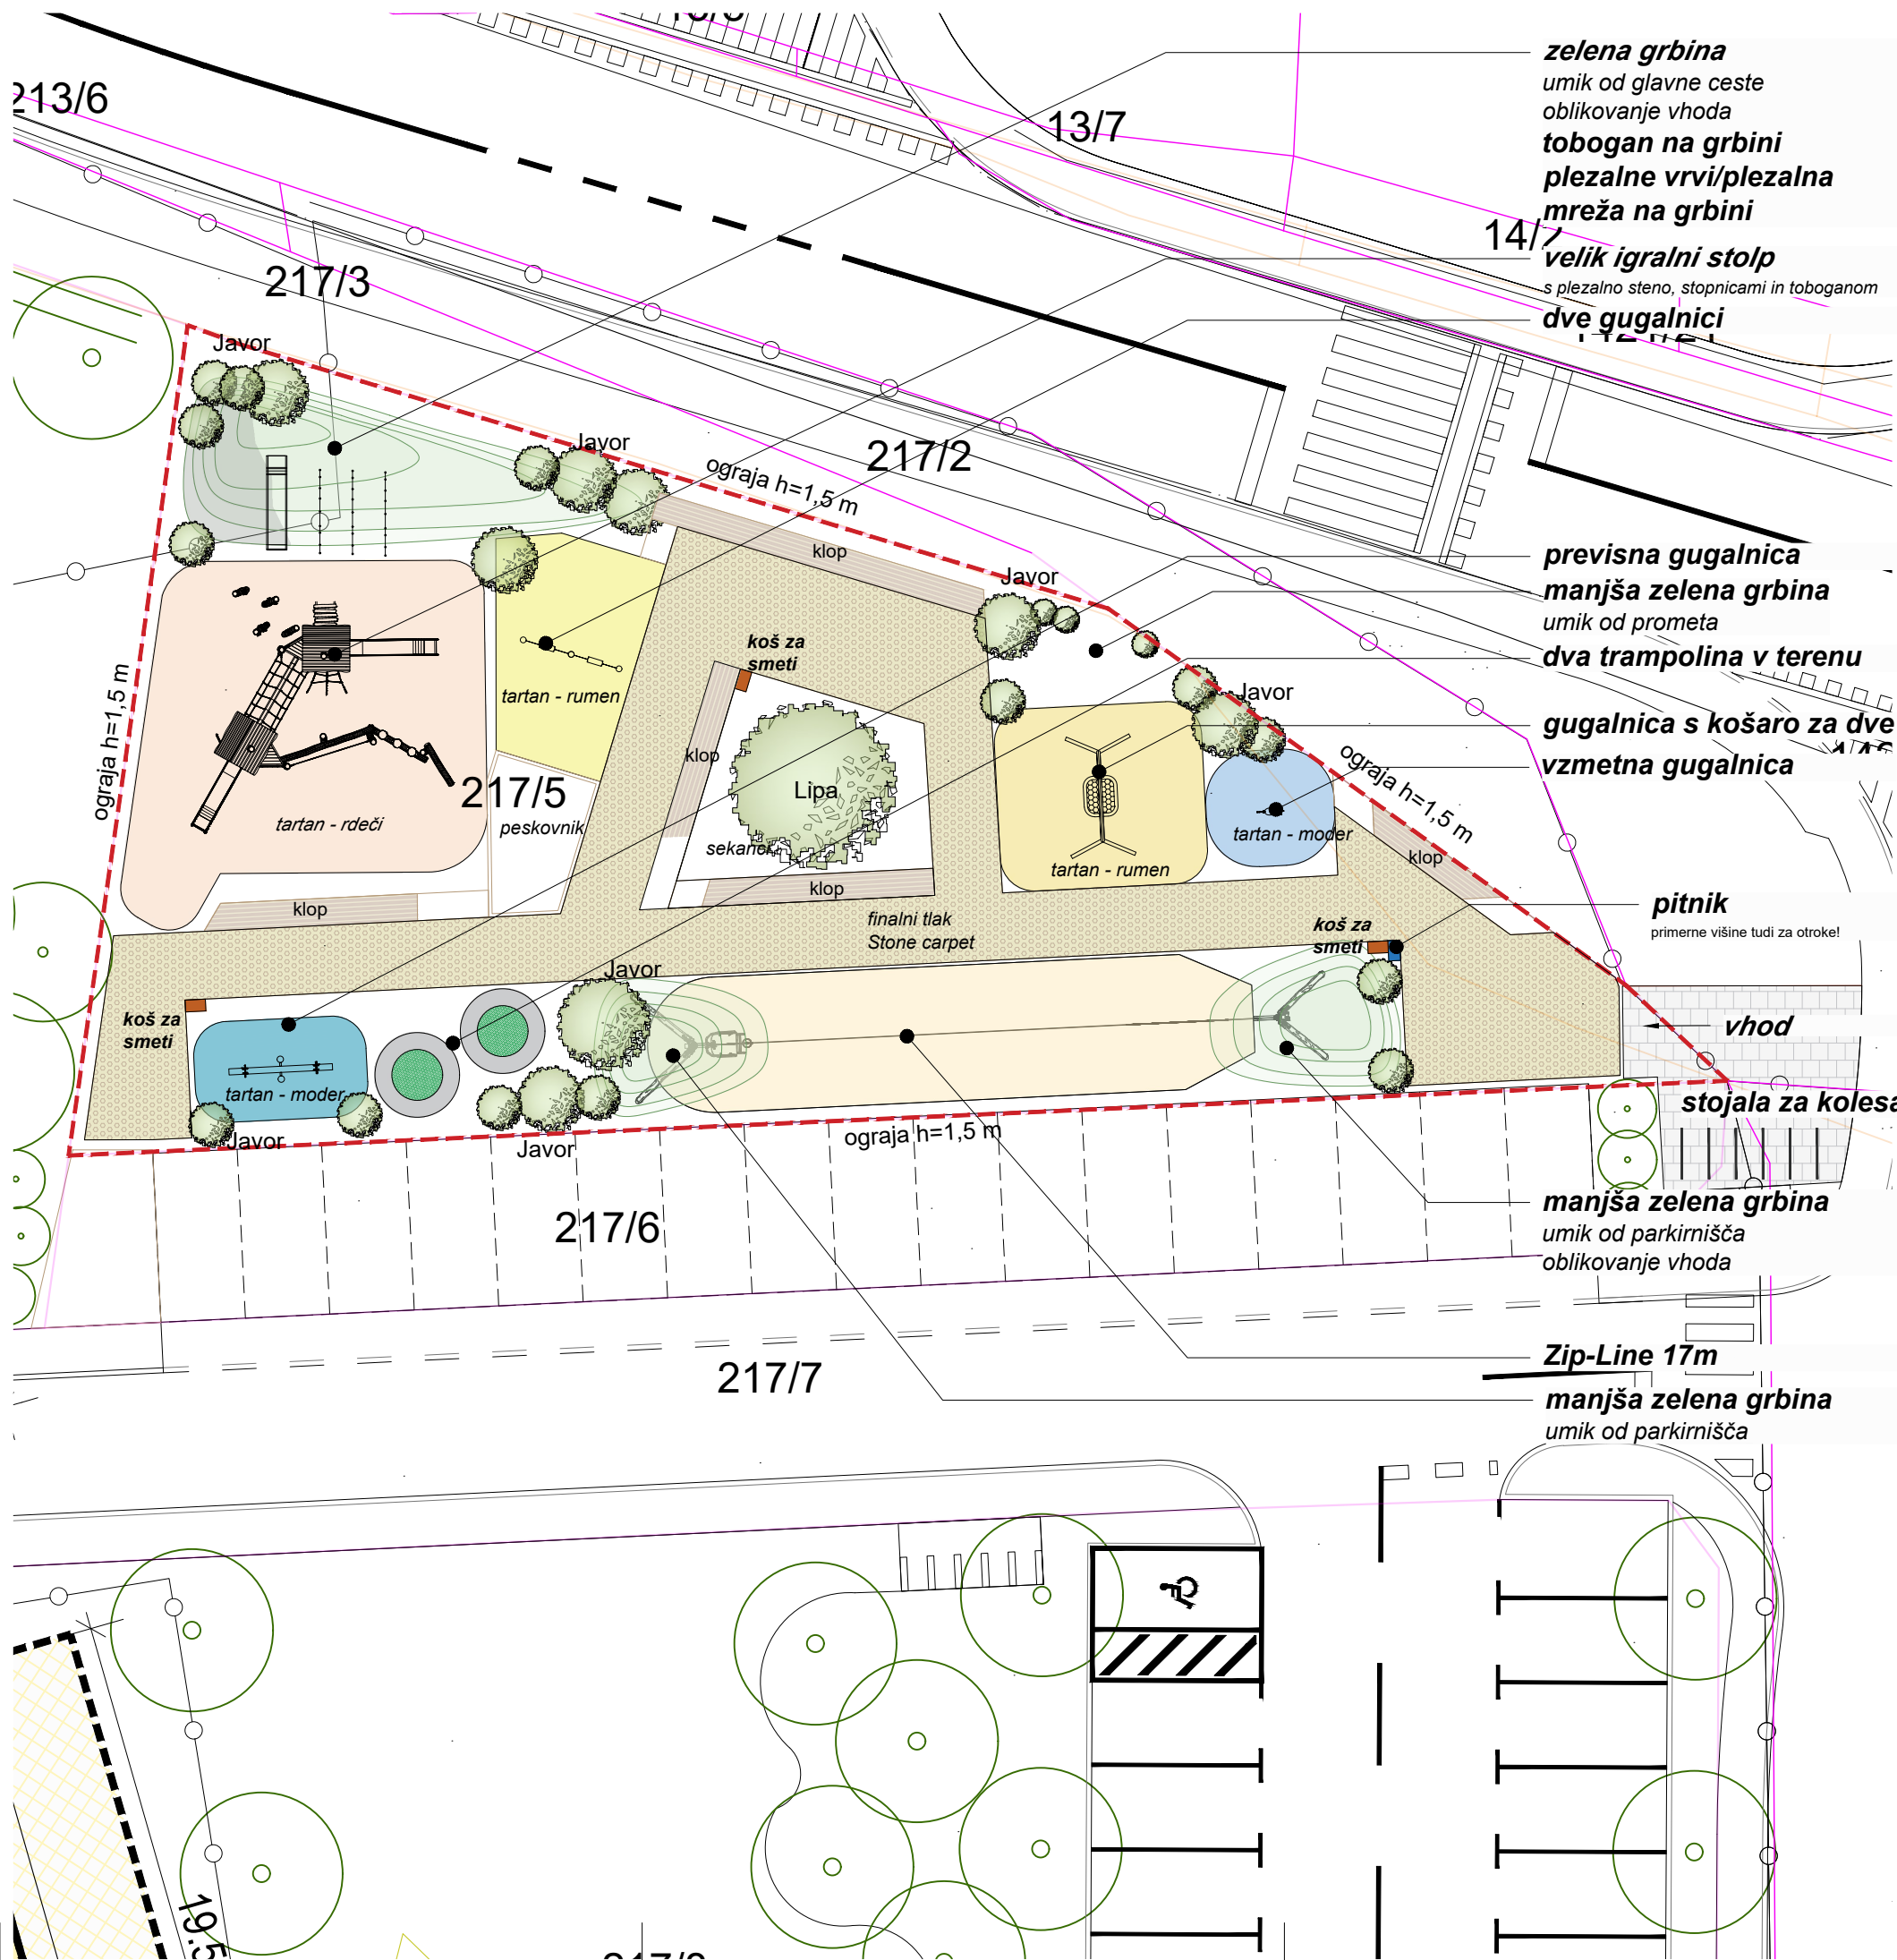 zelena grbina
umik od glavne ceste
oblikovanje vhoda
tobogan na grbini
plezalne vrvi/plezalna
mreža na grbini
velik igralni stolp
s plezalno steno, stopnicami in toboganom
dve gugalnici
213/6
13/7
14/2
217/3
217/2
Javor
Javor
ograja h=1,5 m
klop
Javor
previsna gugalnica
manjša zelena grbina
umik od prometa
dva trampolina v terenu
gugalnica s košaro za dve
vzmetna gugalnica
koš za
smeti
ograja h=1,5 m
tartan - rumen
klop
Lipa
Javor
ograja h=1,5 m
217/5
peskovnik
tartan - rdeči
sekanci
klop
tartan - rumen
tartan - moder
klop
klop
finalni tlak
Stone carpet
koš za
smeti
pitnik
primerne višine tudi za otroke!
Javor
koš za
smeti
tartan - moder
vhod
stojala za kolesa
Javor
Javor
ograja h=1,5 m
217/6
manjša zelena grbina
umik od parkirnišča
oblikovanje vhoda
217/7
Zip-Line 17m
manjša zelena grbina
umik od parkirnišča
19.5